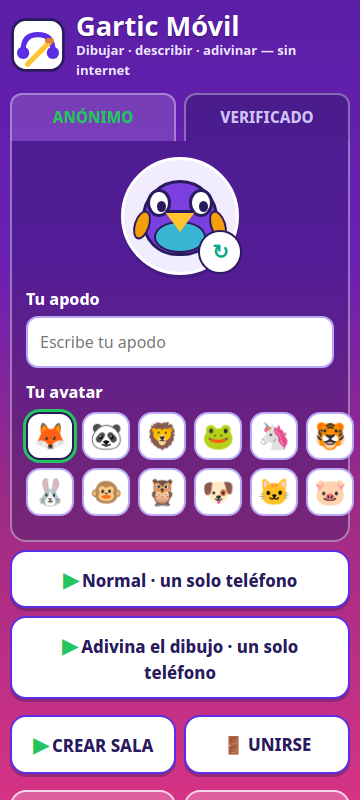 Gartic Móvil
Dibujar · describir · adivinar — sin
internet
ANÓNIMO
VERIFICADO
Tu apodo
Escribe tu apodo
Tu avatar
Normal · un solo teléfono
Adivina el dibujo · un solo
teléfono
CREAR SALA
UNIRSE